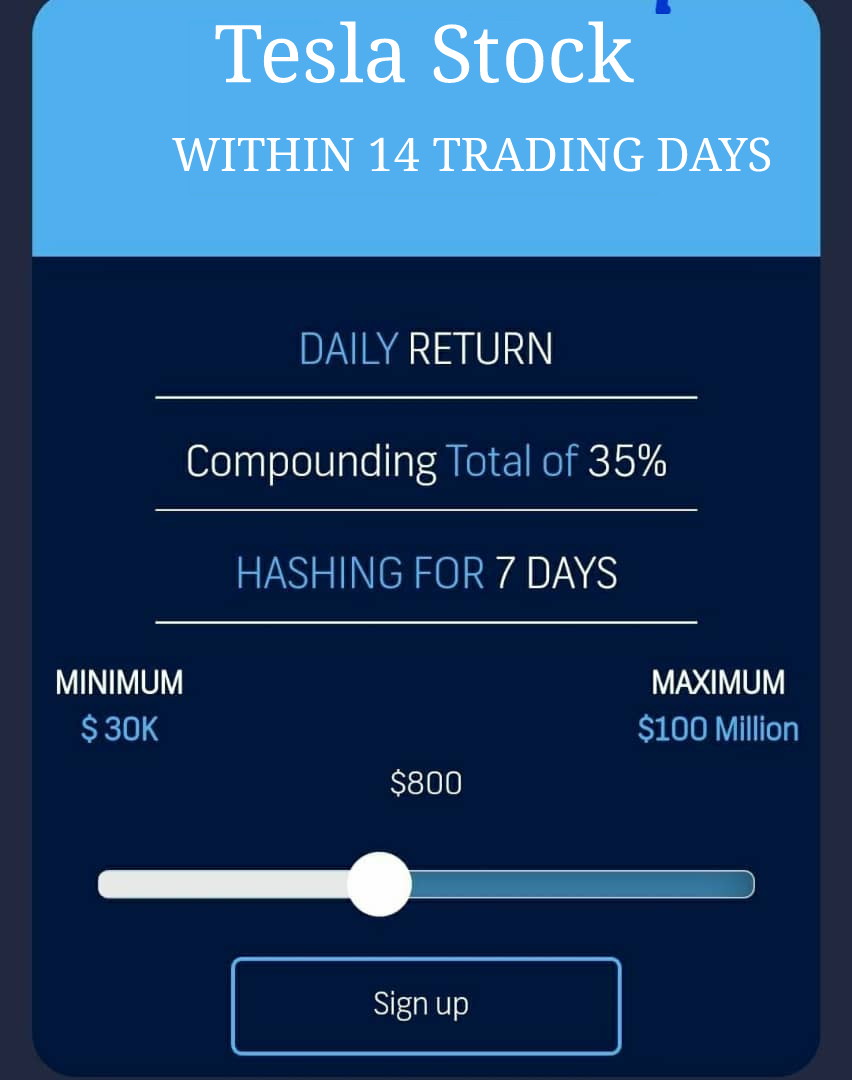 Tesla Stock
WITHIN 14 TRADING DAYS
DAILY RETURN
Compounding Total of 35%
HASHING FOR 7 DAYS
MINIMUM
$ 30K
MAXIMUM
$100 Million
$800
Sign up